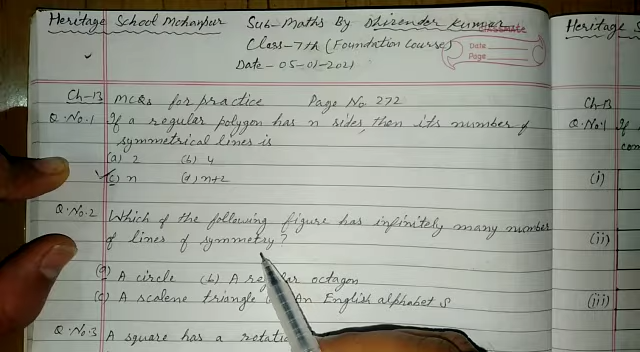 Heritage School Mohanpur Sub-Maths By Dhirender Kumar
Class-7th (Foundation Course)
classmate
Date
Page
Date - 05-01-2021
Ch-13 MCQs for practice Page No. 272
Q.No.1 If a regular polygon has n sides, then its number of
symmetrical lines is
(a) 2 (b) 4
(c) n (d) n+2
Q.No.2 Which of the following figure has infinitely many number
of lines of symmetry?
(a) A circle (b) A regular octagon
(c) A scalene triangle An English alphabet S
Q.No.3 A square has a
Heritage S
Ch-13
Q.No.1 If
com
(i)
(ii)
(iii)